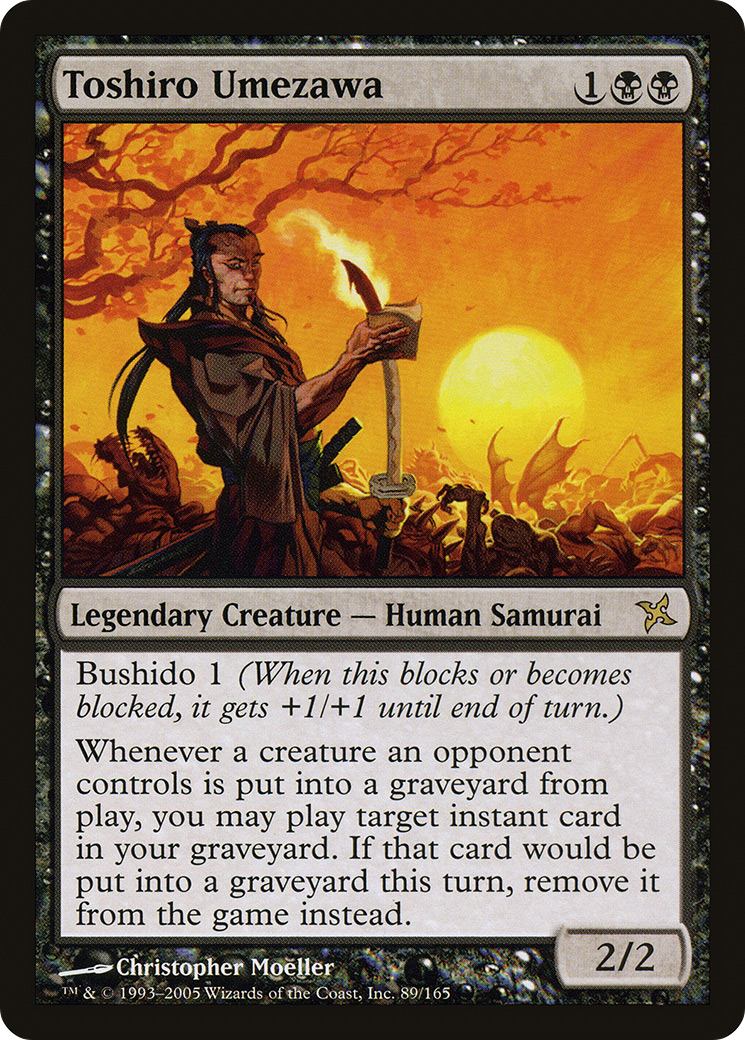 Toshiro Umezawa 1
Legendary Creature — Human Samurai
Bushido 1 (When this blocks or becomes
blocked, it gets +1/+1 until end of turn.)
Whenever a creature an opponent
controls is put into a graveyard from
play, you may play target instant card
in your graveyard. If that card would be
put into a graveyard this turn, remove it
from the game instead.
2/2
Christopher Moeller
™ & © 1993–2005 Wizards of the Coast, Inc. 89/165